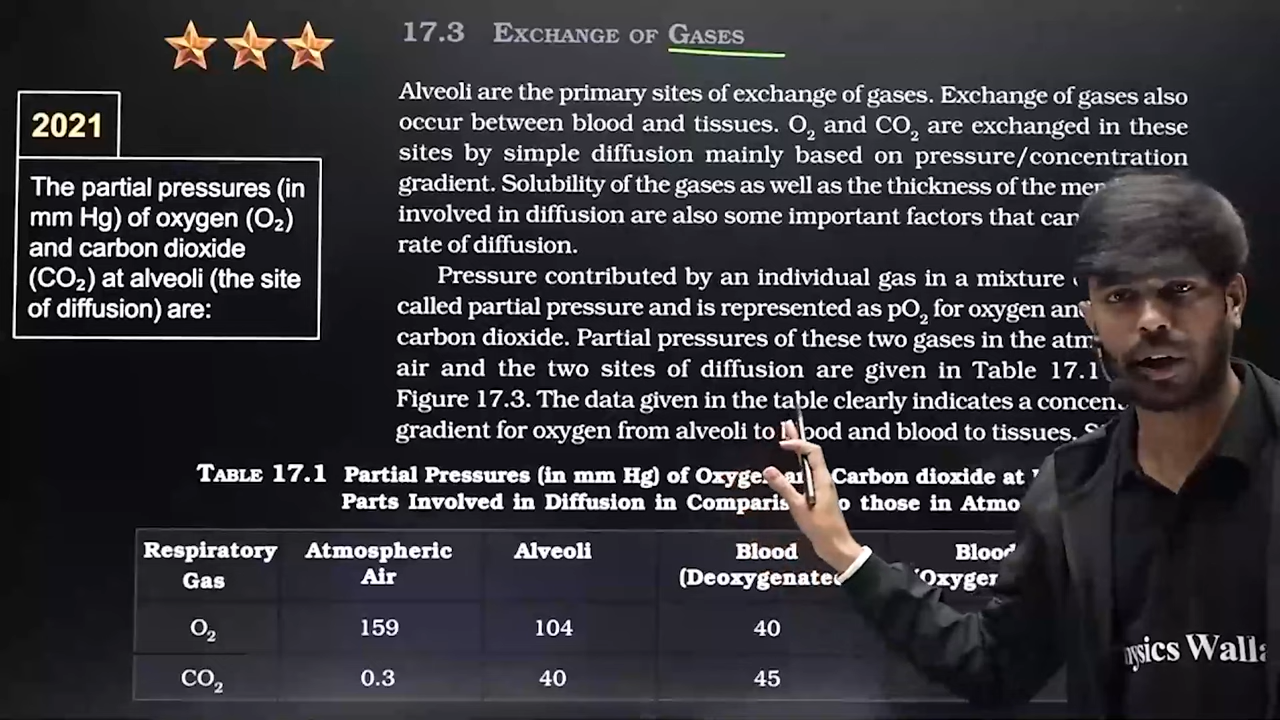 17.3 EXCHANGE OF GASES
2021
The partial pressures (in
mm Hg) of oxygen (O₂)
and carbon dioxide
(CO₂) at alveoli (the site
of diffusion) are:
Alveoli are the primary sites of exchange of gases. Exchange of gases also
occur between blood and tissues. O₂ and CO₂ are exchanged in these
sites by simple diffusion mainly based on pressure/concentration
gradient. Solubility of the gases as well as the thickness of the
involved in diffusion are also some important factors that can
rate of diffusion.
Pressure contributed by an individual gas in a mixture
called partial pressure and is represented as pO₂ for oxygen
carbon dioxide. Partial pressures of these two gases in the
air and the two sites of diffusion are given in Table 17.1
Figure 17.3. The data given in the table clearly indicates a
gradient for oxygen from alveoli to blood and blood to tissues.
TABLE 17.1 Partial Pressures (in mm Hg) of Oxygen and Carbon dioxide at
Parts Involved in Diffusion in Comparison to those in
Respiratory Gas Atmospheric Air Alveoli Blood (Deoxygenated) Blood
O₂ 159 104 40
CO₂ 0.3 40 45